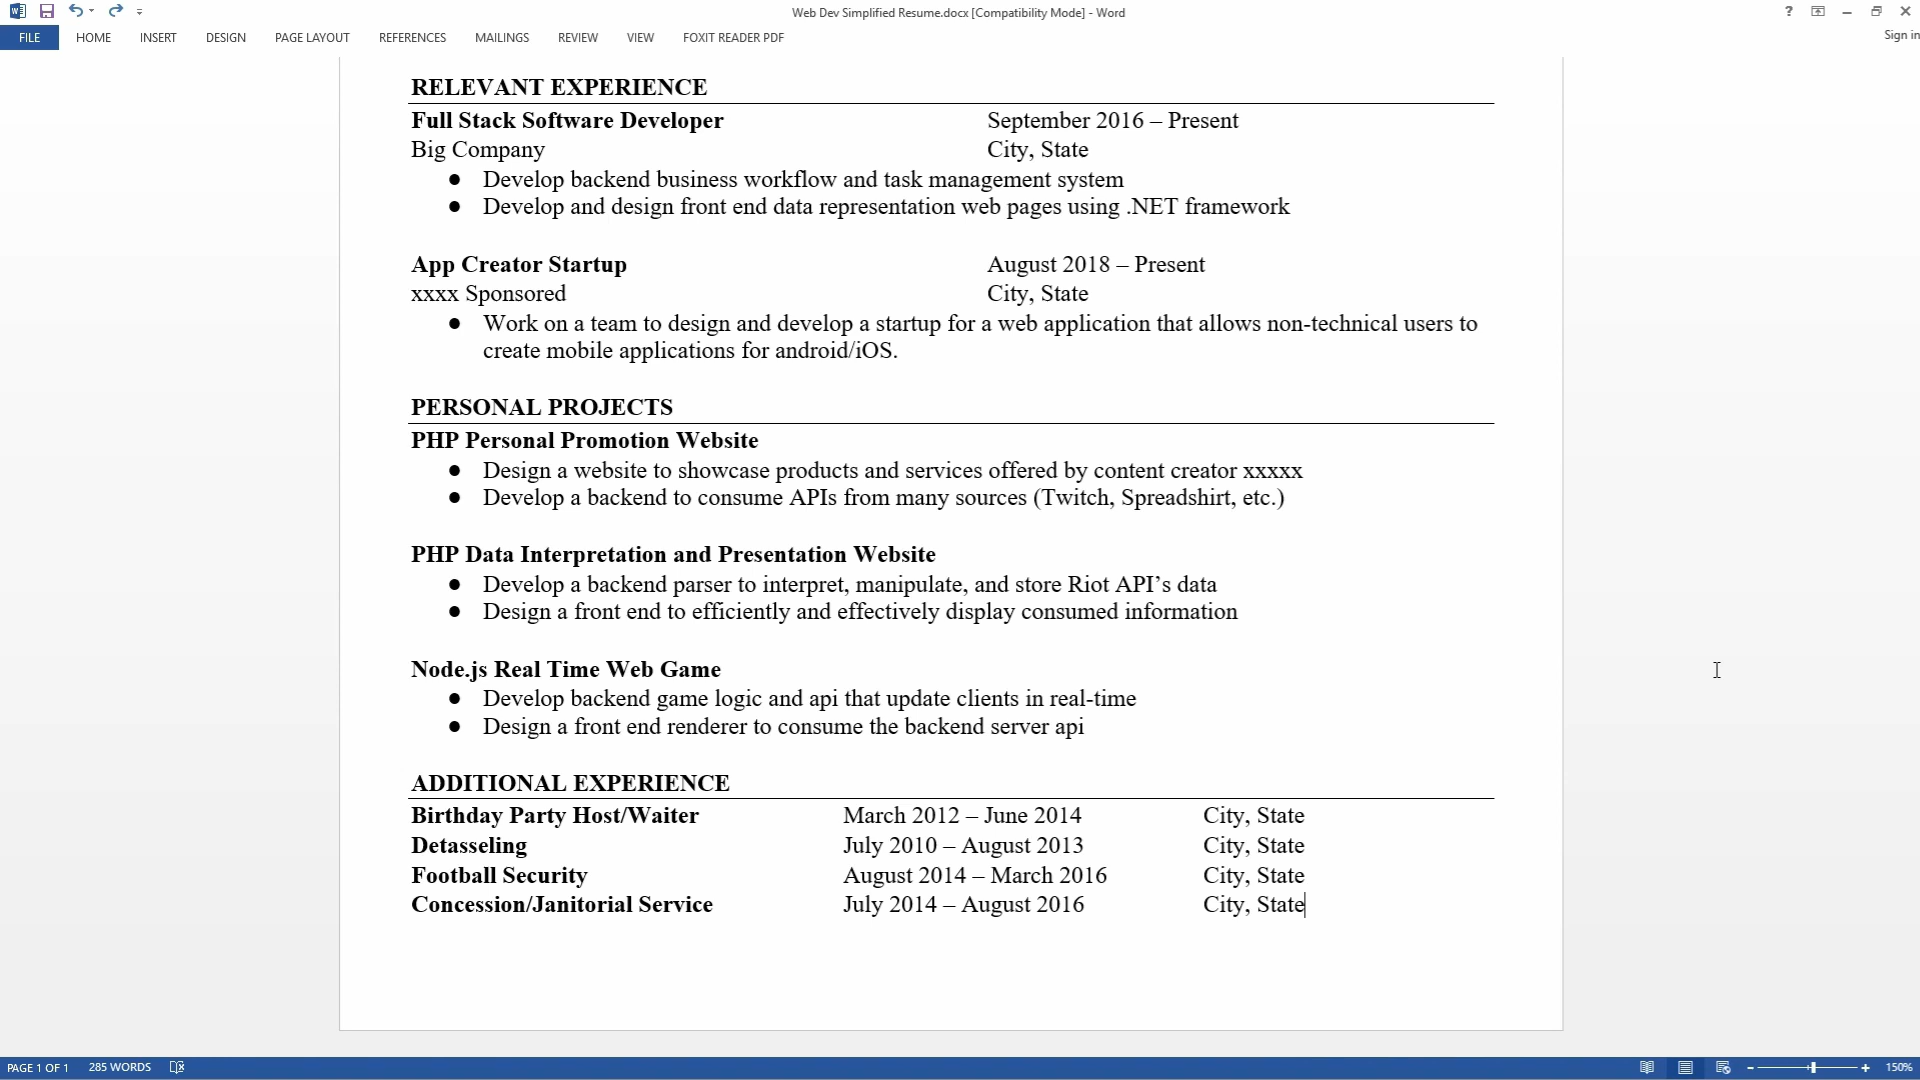 Web Dev Simplified Resume.docx [Compatibility Mode] - Word
?
FILE HOME INSERT DESIGN PAGE LAYOUT REFERENCES MAILINGS REVIEW VIEW FOXIT READER PDF Sign in
RELEVANT EXPERIENCE
Full Stack Software Developer September 2016 – Present
Big Company City, State
● Develop backend business workflow and task management system
● Develop and design front end data representation web pages using .NET framework
App Creator Startup August 2018 – Present
xxxx Sponsored City, State
● Work on a team to design and develop a startup for a web application that allows non-technical users to
create mobile applications for android/iOS.
PERSONAL PROJECTS
PHP Personal Promotion Website
● Design a website to showcase products and services offered by content creator xxxxx
● Develop a backend to consume APIs from many sources (Twitch, Spreadshirt, etc.)
PHP Data Interpretation and Presentation Website
● Develop a backend parser to interpret, manipulate, and store Riot API’s data
● Design a front end to efficiently and effectively display consumed information
Node.js Real Time Web Game
● Develop backend game logic and api that update clients in real-time
● Design a front end renderer to consume the backend server api
ADDITIONAL EXPERIENCE
Birthday Party Host/Waiter March 2012 – June 2014 City, State
Detasseling July 2010 – August 2013 City, State
Football Security August 2014 – March 2016 City, State
Concession/Janitorial Service July 2014 – August 2016 City, State
PAGE 1 OF 1 285 WORDS 150%